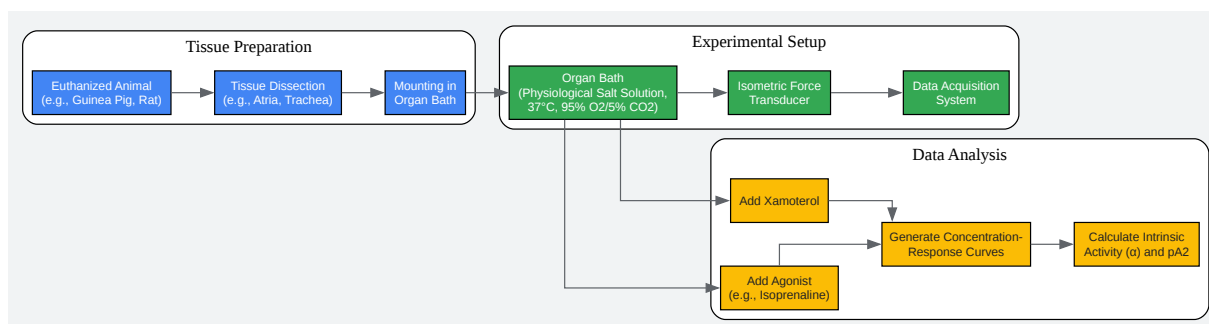 Tissue Preparation
Euthanized Animal
(e.g., Guinea Pig, Rat)
Tissue Dissection
(e.g., Atria, Trachea)
Mounting in
Organ Bath
Experimental Setup
Organ Bath
(Physiological Salt Solution,
37°C, 95% O2/5% CO2)
Isometric Force
Transducer
Data Acquisition
System
Data Analysis
Add Xamoterol
Add Agonist
(e.g., Isoprenaline)
Generate Concentration-
Response Curves
Calculate Intrinsic
Activity (α) and pA2